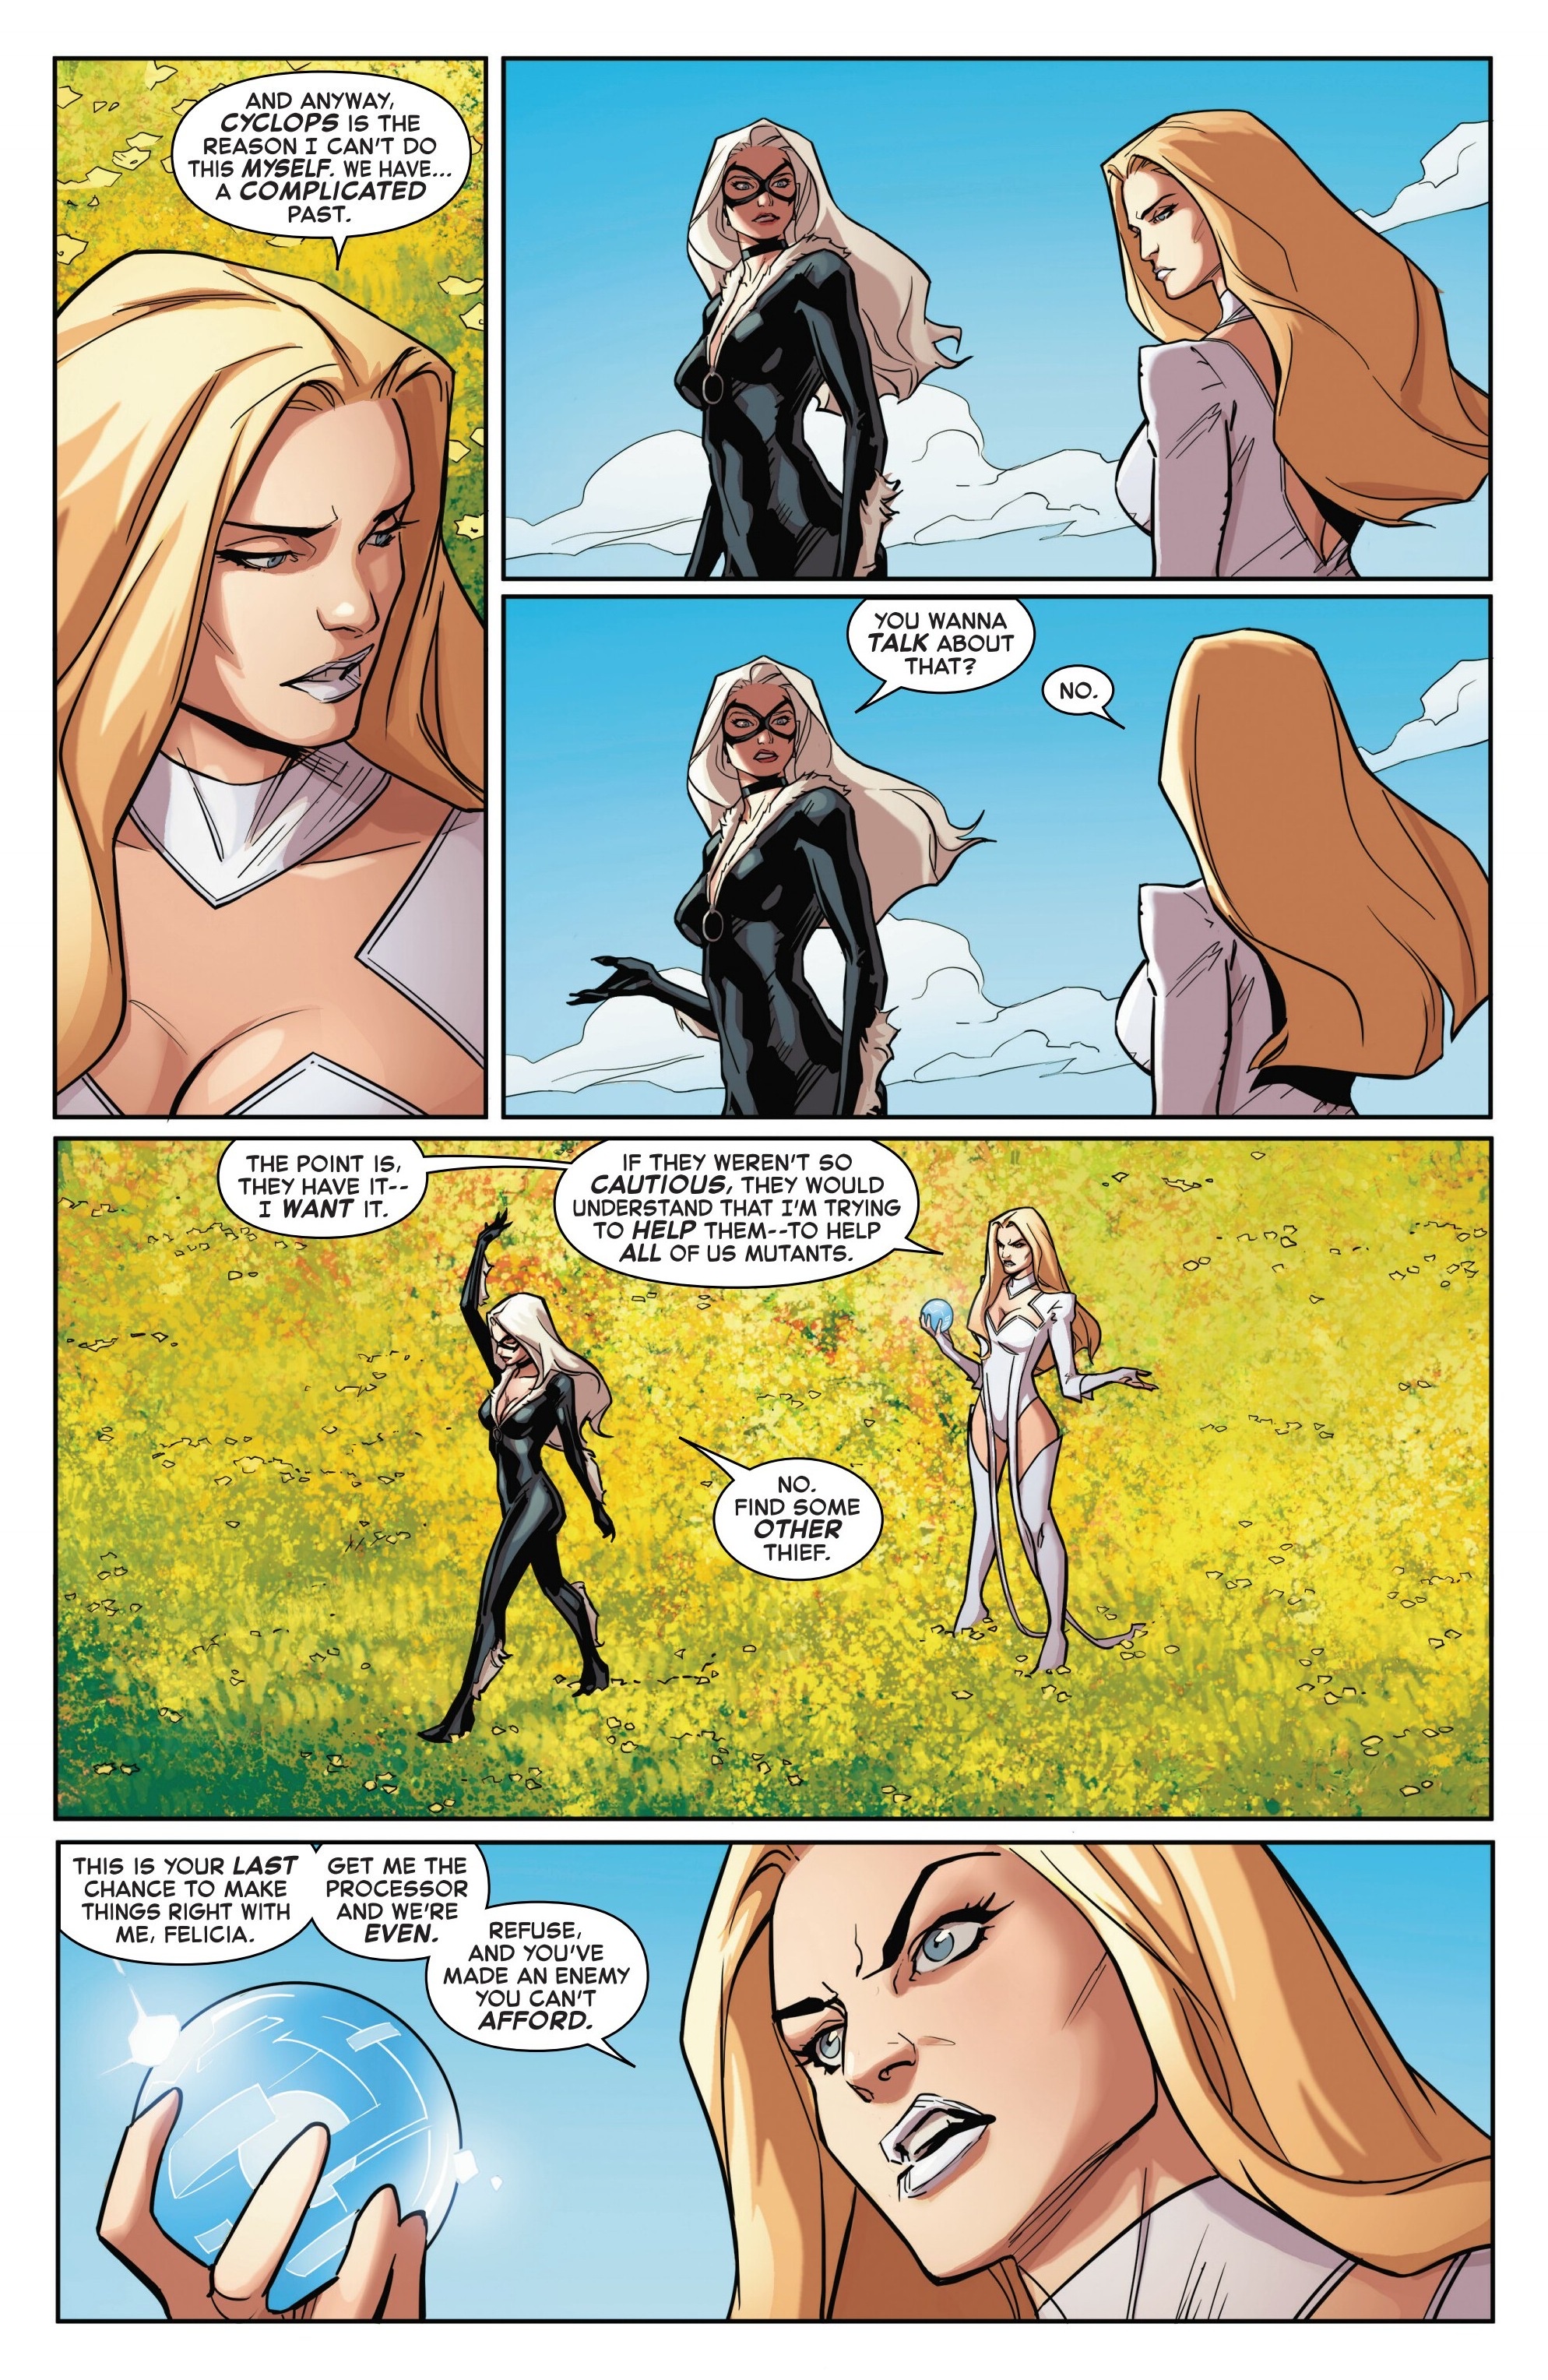 AND ANYWAY,
CYCLOPS IS THE
REASON I CAN'T DO
THIS MYSELF. WE HAVE...
A COMPLICATED
PAST.
YOU WANNA
TALK ABOUT
THAT?
NO.
THE POINT IS,
THEY HAVE IT--
I WANT IT.
IF THEY WEREN'T SO
CAUTIOUS, THEY WOULD
UNDERSTAND THAT I'M TRYING
TO HELP THEM--TO HELP
ALL OF US MUTANTS.
NO.
FIND SOME
OTHER
THIEF.
THIS IS YOUR LAST
CHANCE TO MAKE
THINGS RIGHT WITH
ME, FELICIA.
GET ME THE
PROCESSOR
AND WE'RE
EVEN.
REFUSE,
AND YOU'VE
MADE AN ENEMY
YOU CAN'T
AFFORD.